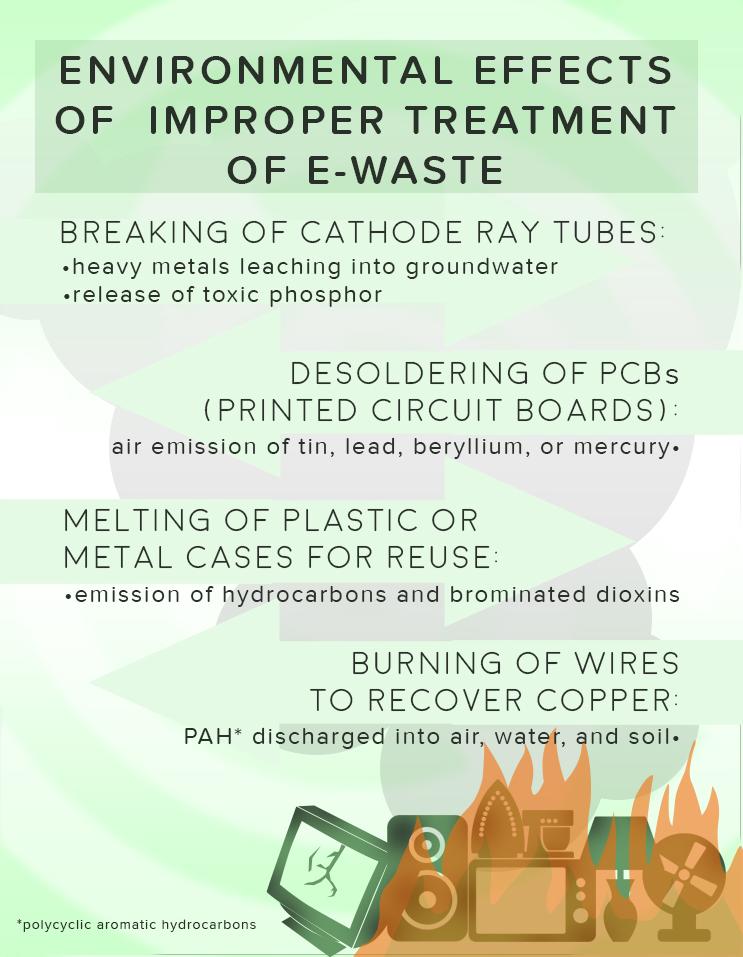 ENVIRONMENTAL EFFECTS
OF IMPROPER TREATMENT
OF E-WASTE
BREAKING OF CATHODE RAY TUBES:
•heavy metals leaching into groundwater
•release of toxic phosphor
DESOLDERING OF PCBs
(PRINTED CIRCUIT BOARDS):
air emission of tin, lead, beryllium, or mercury•
MELTING OF PLASTIC OR
METAL CASES FOR REUSE:
•emission of hydrocarbons and brominated dioxins
BURNING OF WIRES
TO RECOVER COPPER:
PAH* discharged into air, water, and soil•
*polycyclic aromatic hydrocarbons